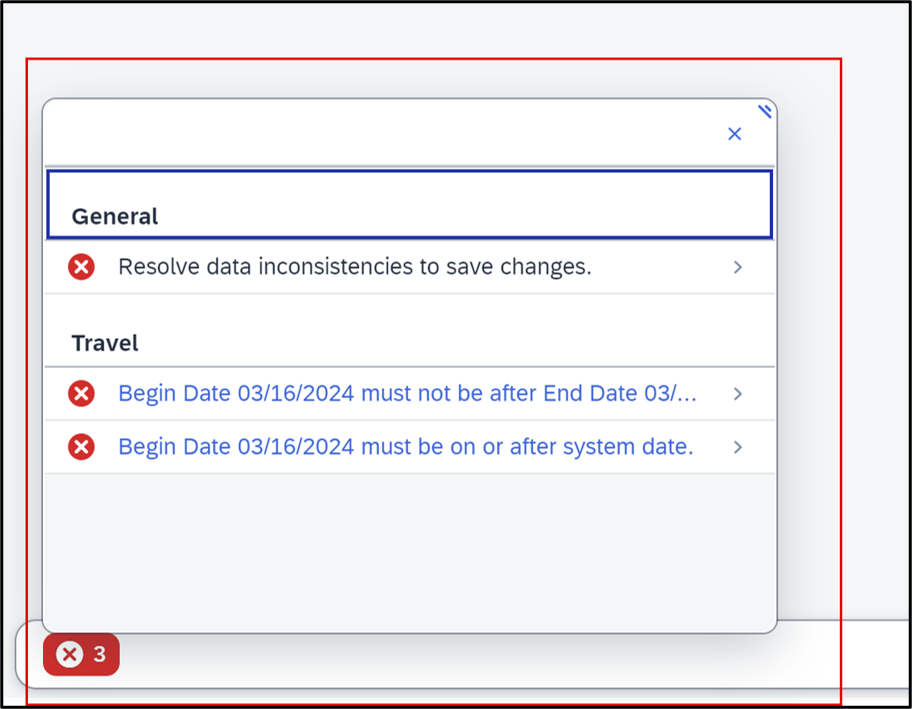 General
Resolve data inconsistencies to save changes.
Travel
Begin Date 03/16/2024 must not be after End Date 03/...
Begin Date 03/16/2024 must be on or after system date.
3